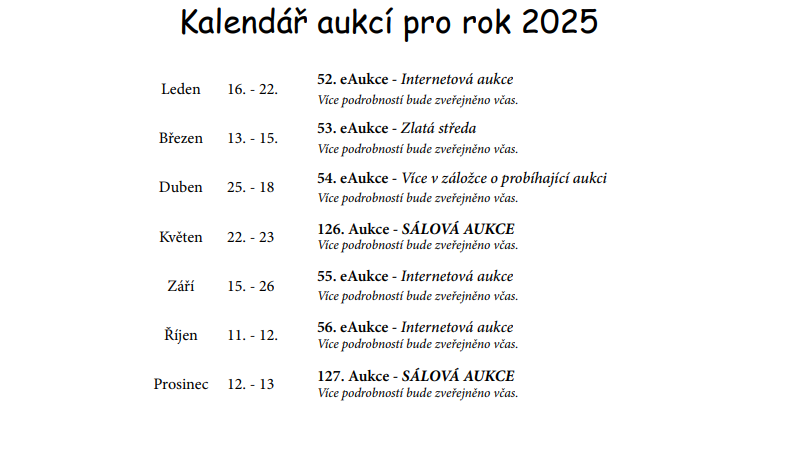 Kalendář aukcí pro rok 2025
Leden 16. - 22. 52. eAukce - Internetová aukce
Více podrobností bude zveřejněno včas.
Březen 13. - 15. 53. eAukce - Zlatá středa
Více podrobností bude zveřejněno včas.
Duben 25. - 18 54. eAukce - Více v záložce o probíhající aukci
Více podrobností bude zveřejněno včas.
Květen 22. - 23 126. Aukce - SÁLOVÁ AUKCE
Více podrobností bude zveřejněno včas.
Září 15. - 26 55. eAukce - Internetová aukce
Více podrobností bude zveřejněno včas.
Říjen 11. - 12. 56. eAukce - Internetová aukce
Více podrobností bude zveřejněno včas.
Prosinec 12. - 13 127. Aukce - SÁLOVÁ AUKCE
Více podrobností bude zveřejněno včas.